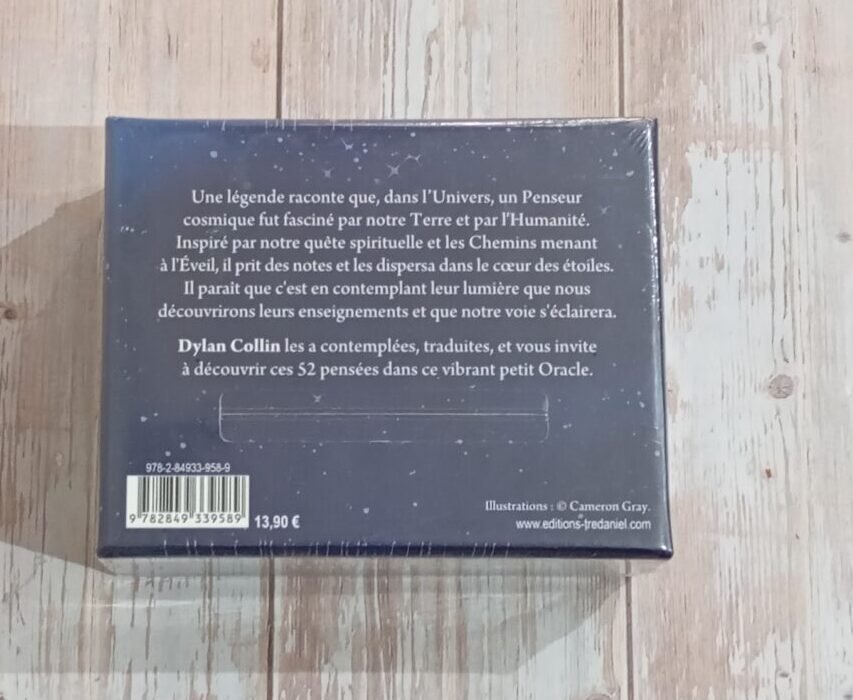 Une légende raconte que, dans l'Univers, un Penseur
cosmique fut fasciné par notre Terre et par l'Humanité.
Inspiré par notre quête spirituelle et les Chemins menant
à l'Éveil, il prit des notes et les dispersa dans le cœur des étoiles.
Il paraît que c'est en contemplant leur lumière que nous
découvrirons leurs enseignements et que notre voie s'éclairera.
Dylan Collin les a contemplées, traduites, et vous invite
à découvrir ces 52 pensées dans ce vibrant petit Oracle.
978-2-84933-958-9
9 782849 339589
13,90 €
Illustrations : © Cameron Gray.
www.editions-tredaniel.com